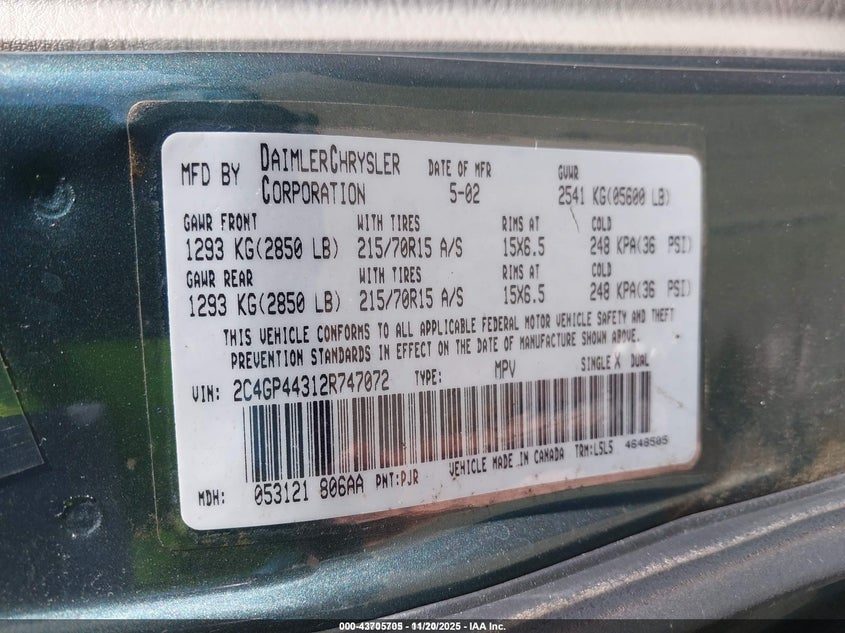 MFD BY DAIMLERCHRYSLER CORPORATION DATE OF MFR 5-02 GVWR 2541 KG(05600 LB)
GAWR FRONT WITH TIRES RIMS AT COLD
1293 KG(2850 LB) 215/70R15 A/S 15X6.5 248 KPA(36 PSI)
GAWR REAR WITH TIRES RIMS AT COLD
1293 KG(2850 LB) 215/70R15 A/S 15X6.5 248 KPA(36 PSI)
THIS VEHICLE CONFORMS TO ALL APPLICABLE FEDERAL MOTOR VEHICLE SAFETY AND THEFT
PREVENTION STANDARDS IN EFFECT ON THE DATE OF MANUFACTURE SHOWN ABOVE.
VIN: 2C4GP44312R747072 TYPE: MPV SINGLE X DUAL
MDH: 053121 806AA PNT:PJR VEHICLE MADE IN CANADA TRM:LSL5 4648505
000-43705705 - 11/20/2025 - IAA Inc.